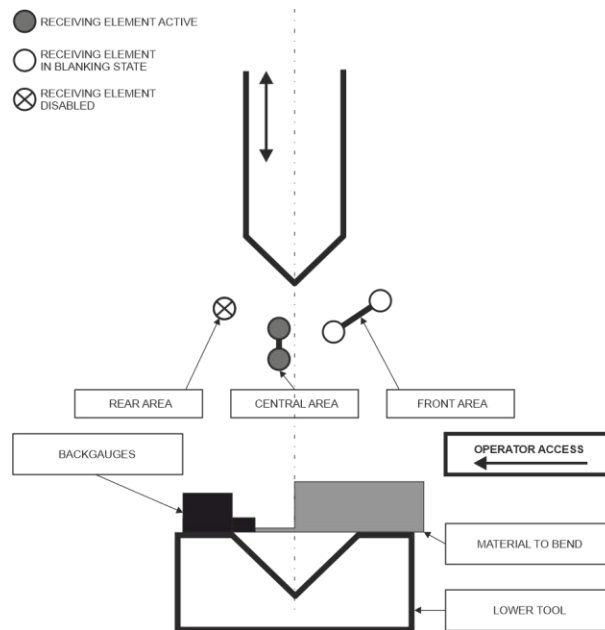 RECEIVING ELEMENT ACTIVE
RECEIVING ELEMENT
IN BLANKING STATE
RECEIVING ELEMENT
DISABLED
REAR AREA
CENTRAL AREA
FRONT AREA
BACKGAUGES
OPERATOR ACCESS
MATERIAL TO BEND
LOWER TOOL